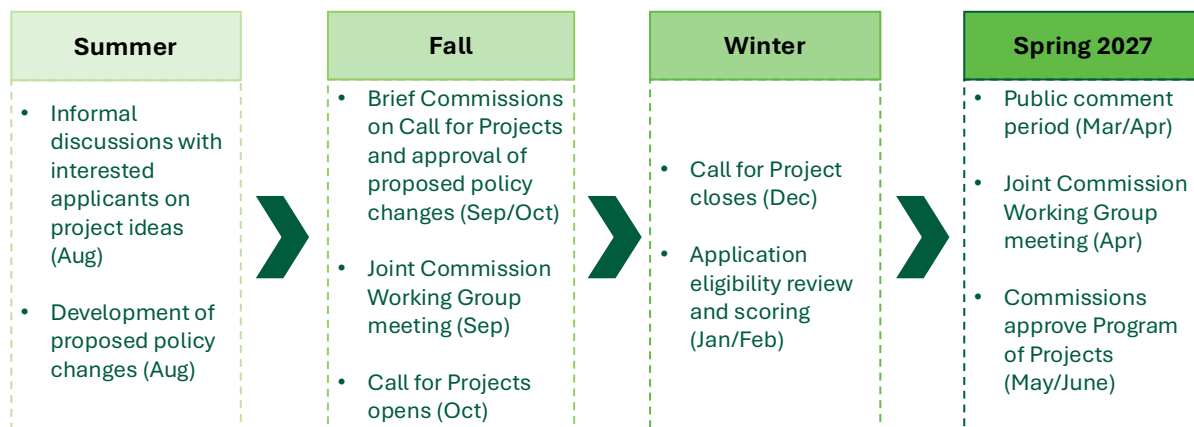 Summer
• Informal
discussions with
interested
applicants on
project ideas
(Aug)
• Development of
proposed policy
changes (Aug)
Fall
• Brief Commissions
on Call for Projects
and approval of
proposed policy
changes (Sep/Oct)
• Joint Commission
Working Group
meeting (Sep)
• Call for Projects
opens (Oct)
Winter
• Call for Project
closes (Dec)
• Application
eligibility review
and scoring
(Jan/Feb)
Spring 2027
• Public comment
period (Mar/Apr)
• Joint Commission
Working Group
meeting (Apr)
• Commissions
approve Program
of Projects
(May/June)